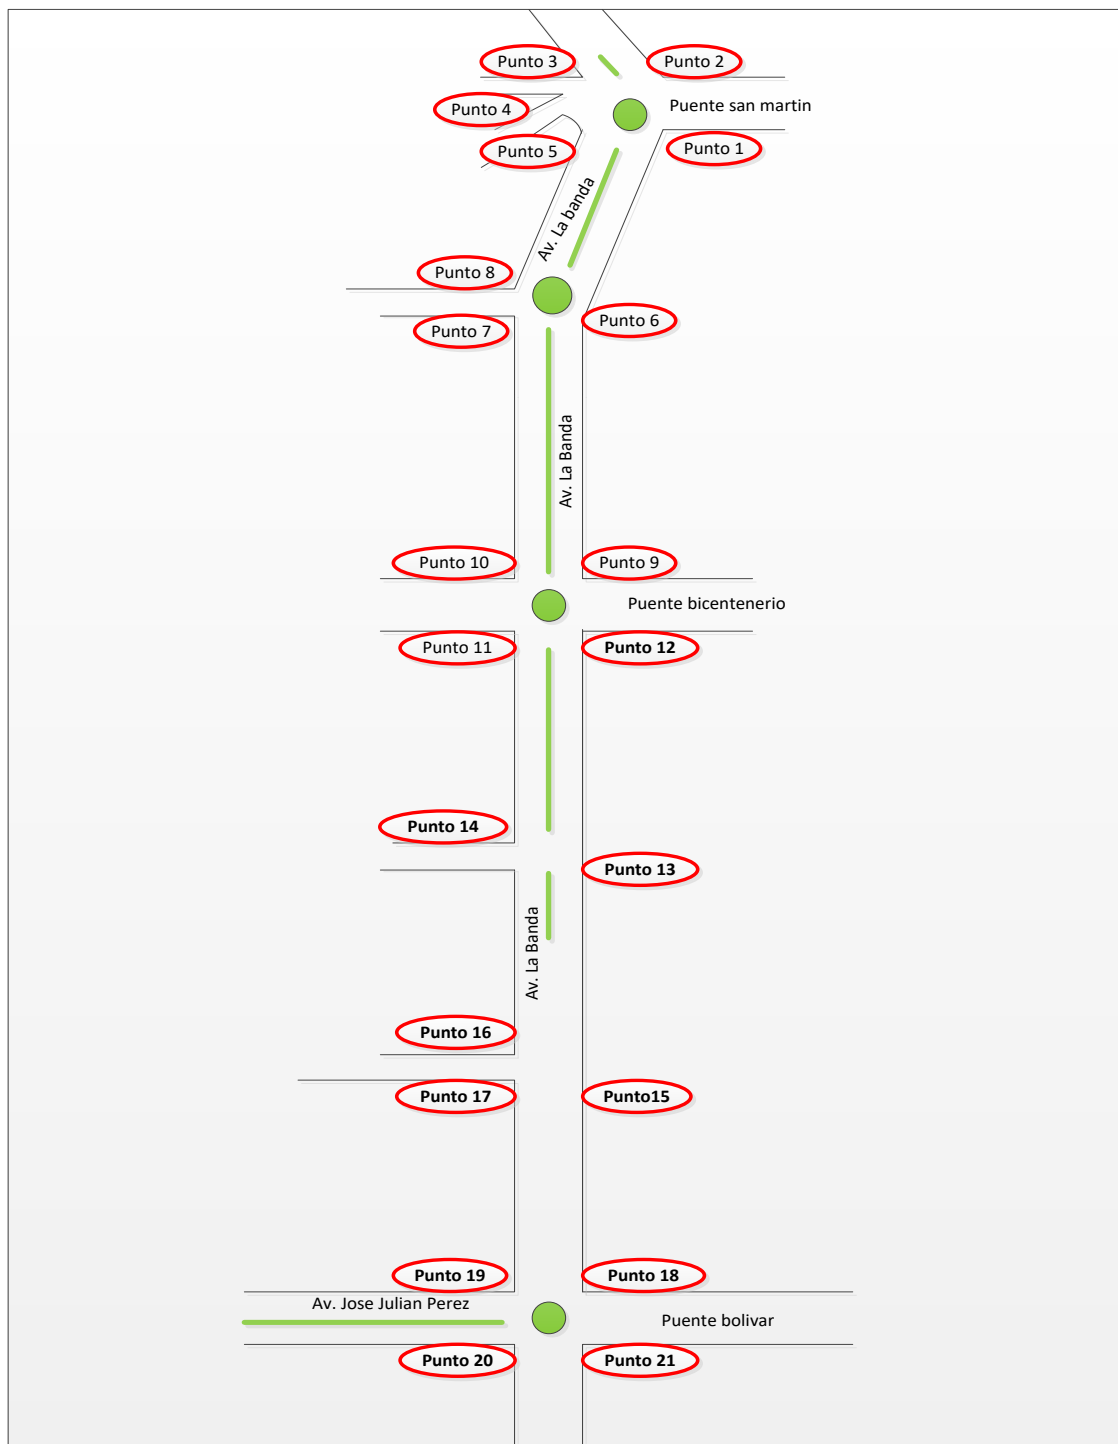 Punto 3
Punto 2
Puente san martin
Punto 4
Punto 5
Punto 1
Av. La banda
Punto 8
Punto 7
Punto 6
Av. La Banda
Punto 10
Punto 9
Puente bicentenerio
Punto 11
Punto 12
Punto 14
Punto 13
Av. La Banda
Punto 16
Punto 17
Punto15
Punto 19
Punto 18
Av. Jose Julian Perez
Puente bolivar
Punto 20
Punto 21